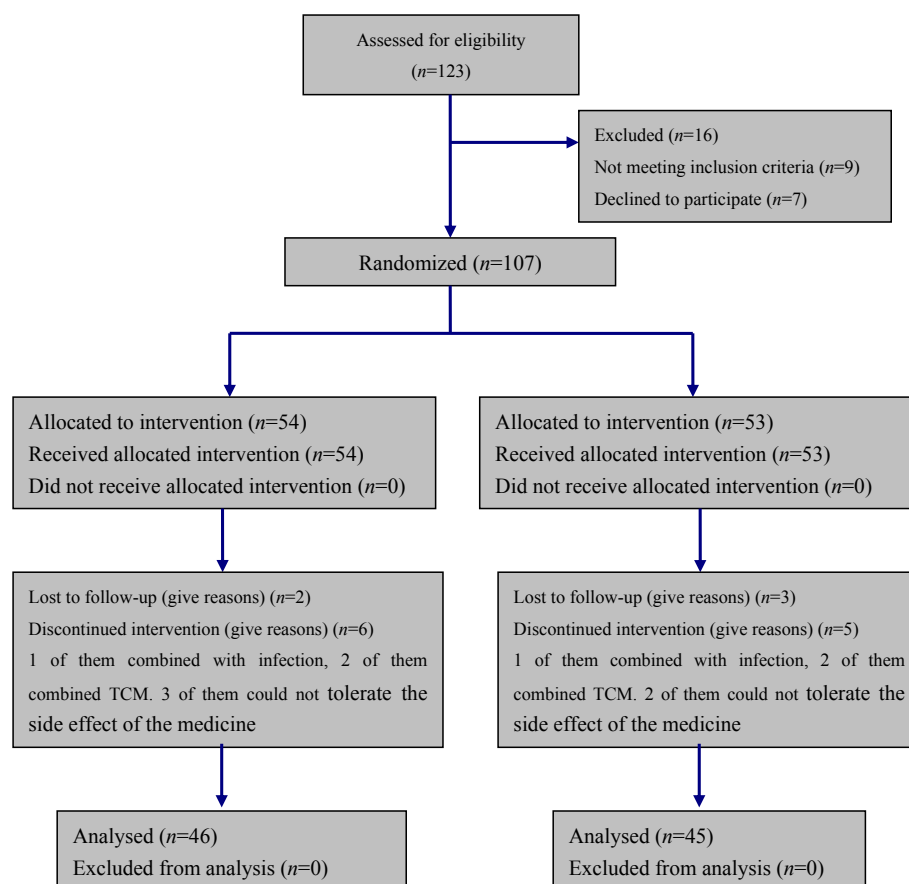 Assessed for eligibility
(n=123)
Excluded (n=16)
Not meeting inclusion criteria (n=9)
Declined to participate (n=7)
Randomized (n=107)
Allocated to intervention (n=54)
Received allocated intervention (n=54)
Did not receive allocated intervention (n=0)
Allocated to intervention (n=53)
Received allocated intervention (n=53)
Did not receive allocated intervention (n=0)
Lost to follow-up (give reasons) (n=2)
Discontinued intervention (give reasons) (n=6)
1 of them combined with infection, 2 of them
combined TCM. 3 of them could not tolerate the
side effect of the medicine
Lost to follow-up (give reasons) (n=3)
Discontinued intervention (give reasons) (n=5)
1 of them combined with infection, 2 of them
combined TCM. 2 of them could not tolerate the
side effect of the medicine
Analysed (n=46)
Excluded from analysis (n=0)
Analysed (n=45)
Excluded from analysis (n=0)